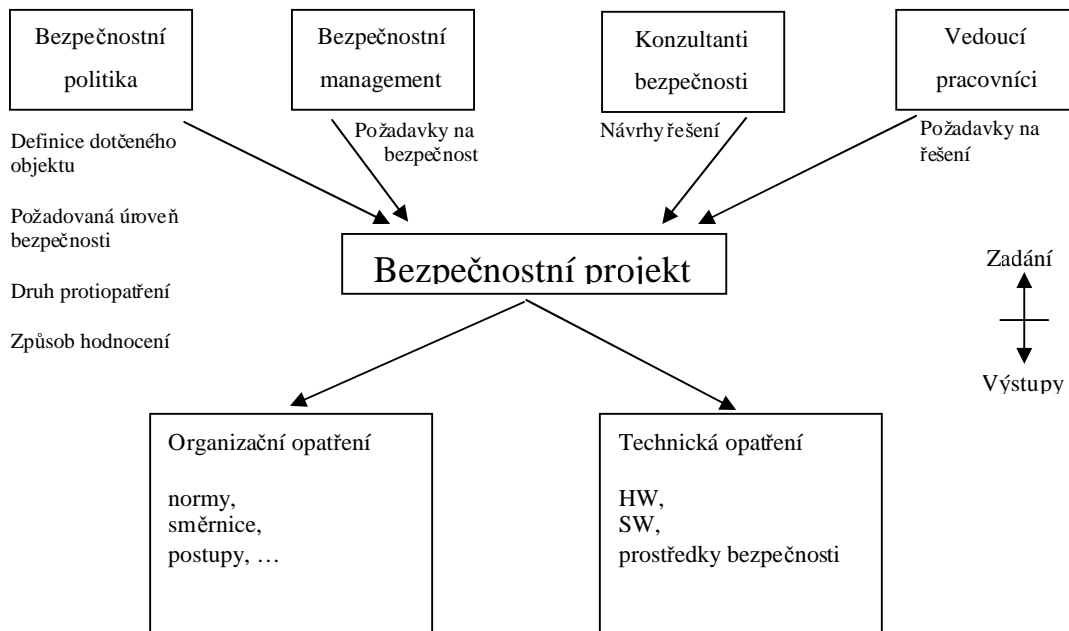 Bezpečnostní
politika
Bezpečnostní
management
Konzultanti
bezpečnosti
Vedoucí
pracovníci
Definice dotčeného
objektu
Požadovaná úroveň
bezpečnosti
Druh protiopatření
Způsob hodnocení
Požadavky na
bezpečnost
Návrhy řešení
Požadavky na
řešení
Bezpečnostní projekt
Zadání
Výstupy
Organizační opatření
normy,
směrnice,
postupy, …
Technická opatření
HW,
SW,
prostředky bezpečnosti